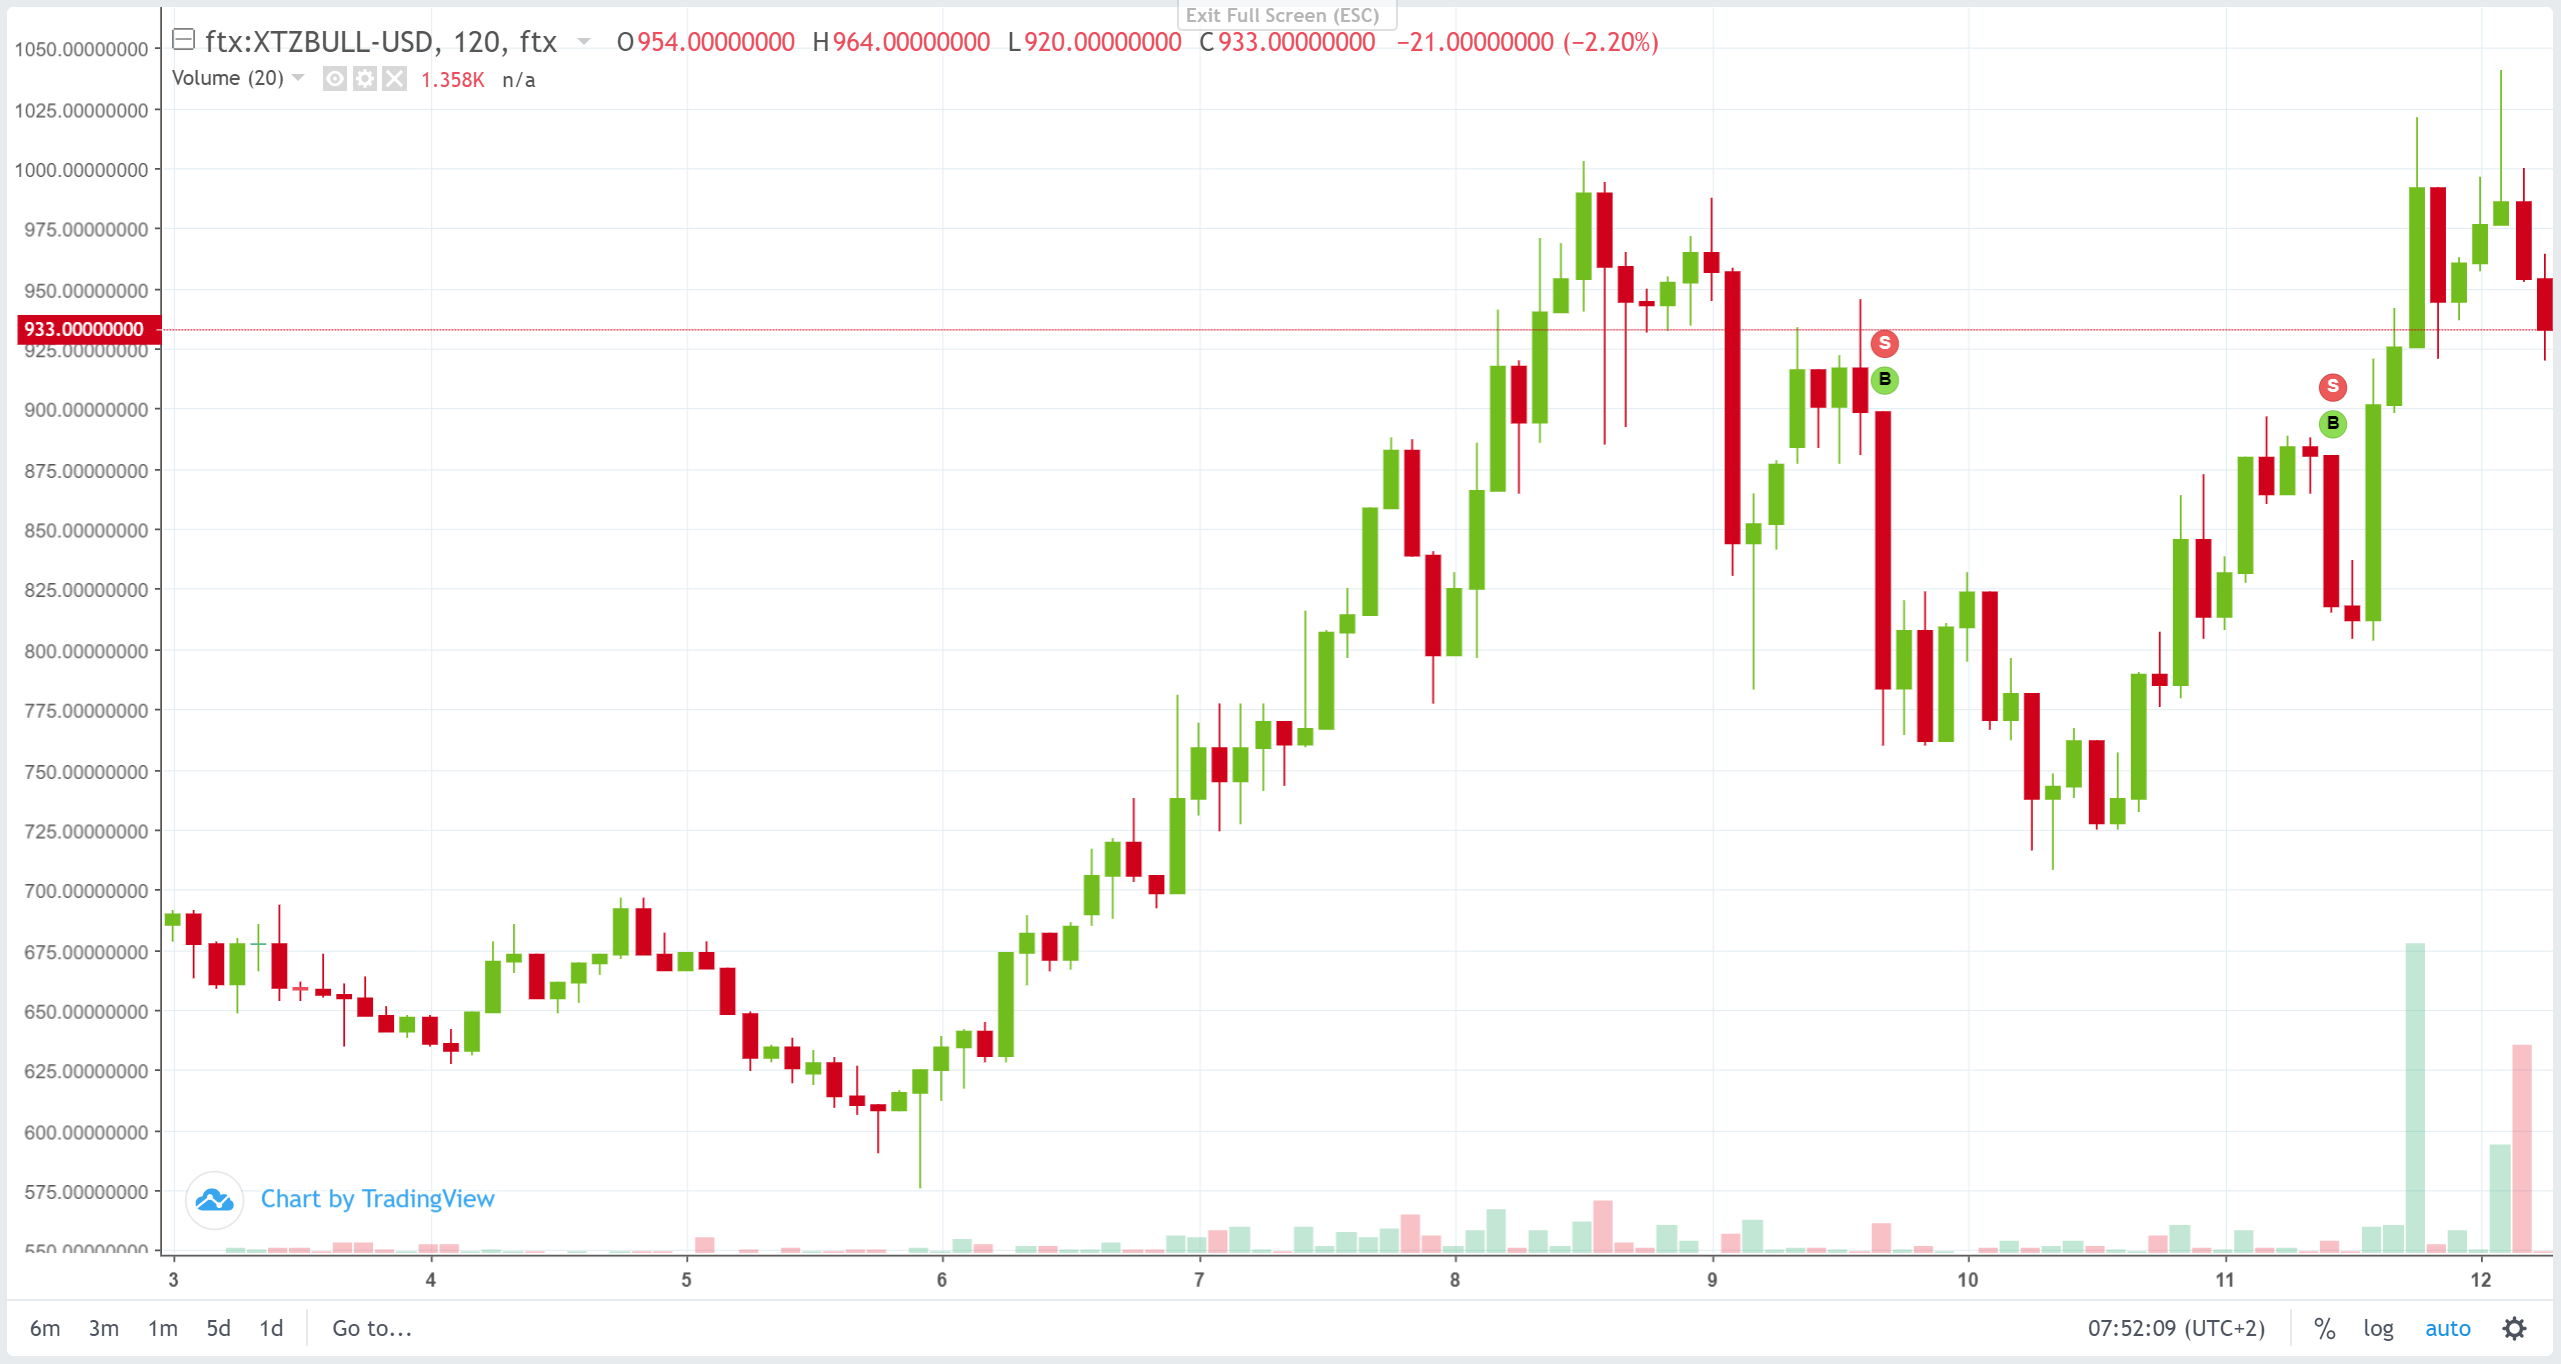 Exit Full Screen (ESC)
ftx:XTZBULL-USD, 120, ftx O954.00000000 H964.00000000 L920.00000000 C933.00000000 −21.00000000 (−2.20%)
Volume (20) 1.358K n/a
1050.00000000
1025.00000000
1000.00000000
975.00000000
950.00000000
933.00000000
925.00000000
900.00000000
875.00000000
850.00000000
825.00000000
800.00000000
775.00000000
750.00000000
725.00000000
700.00000000
675.00000000
650.00000000
625.00000000
600.00000000
575.00000000
550.00000000
S
B
S
B
Chart by TradingView
3 4 5 6 7 8 9 10 11 12
6m 3m 1m 5d 1d Go to... 07:52:09 (UTC+2) % log auto